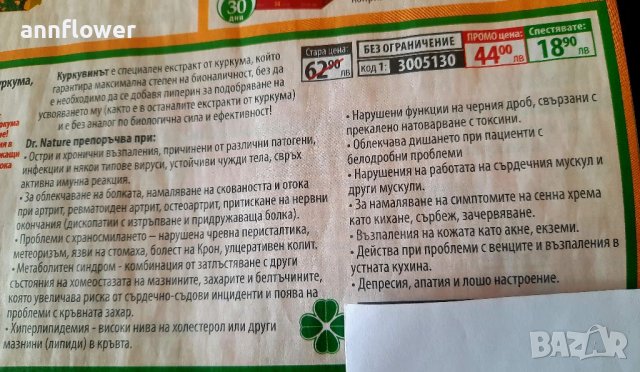 annflower
30
ДНИ
уркума,
Куркувинът е специален екстракт от куркума, който
гарантира максимална степен на бионаличност, без да
е необходимо да се добавя пиперин за подобряване на
усвояването му (както е в останалите екстракти от куркума)
и е без аналог по биологична сила и ефективност!
Стара цена:
62.90 лв
БЕЗ ОГРАНИЧЕНИЕ
код 1: 3005130
ПРОМО цена:
44 00 лв
Спестявате:
18 90 лв
Dr. Nature препоръчва при:
• Остри и хронични възпаления, причинени от различни патогени,
инфекции и някои типове вируси, устойчиви чужди тела, свръх
активна имунна реакция.
• За облекчаване на болката, намаляване на сковаността и отока
при артрит, ревматоиден артрит, остеоартрит, притискане на нервни
окончания (дископатии с изтръпване и придружаваща болка).
• Проблеми с храносмилането – нарушена чревна перисталтика,
метеоризъм, язви на стомаха, болест на Крон, улцеративен колит.
• Метаболитен синдром - комбинация от затлъстяване с други
състояния на хомеостазата на мазнините, захарите и белтъчините,
която увеличава риска от сърдечно-съдови инциденти и поява на
проблеми с кръвната захар.
• Хиперлипидемия - високи нива на холестерол или други
мазнини (липиди) в кръвта.
• Нарушени функции на черния дроб, свързани с
прекалено натоварване с токсини.
• Облекчава дишането при пациенти с
белодробни проблеми
• Нарушения на работата на сърдечния мускул и
други мускули.
• За намаляване на симптомите на сенна хрема
като кихане, сърбеж, зачервяване.
• Възпаления на кожата като акне, екземи.
• Действа при проблеми с венците и възпаления в
устната кухина.
• Депресия, апатия и лошо настроение.
BAZAR